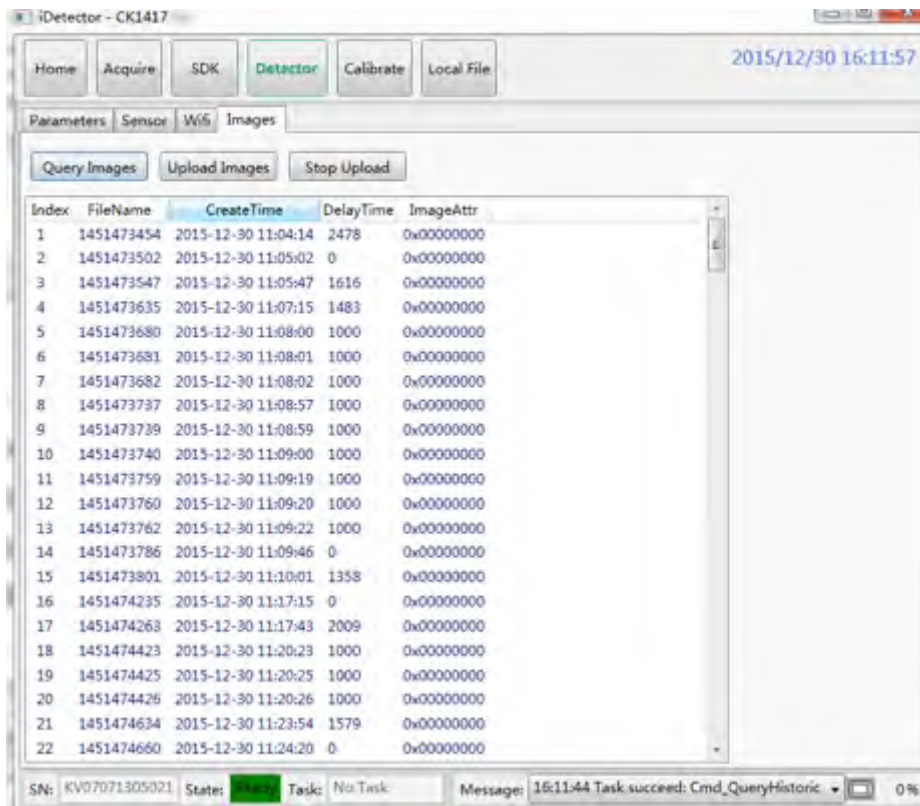 iDetector - CK1417
Home Acquire SDK Detector Calibrate Local File 2015/12/30 16:11:57
Parameters Sensor Wifi Images
Query Images Upload Images Stop Upload
Index FileName CreateTime DelayTime ImageAttr
1 1451473454 2015-12-30 11:04:14 2478 0x00000000
2 1451473502 2015-12-30 11:05:02 0 0x00000000
3 1451473547 2015-12-30 11:05:47 1616 0x00000000
4 1451473635 2015-12-30 11:07:15 1483 0x00000000
5 1451473680 2015-12-30 11:08:00 1000 0x00000000
6 1451473681 2015-12-30 11:08:01 1000 0x00000000
7 1451473682 2015-12-30 11:08:02 1000 0x00000000
8 1451473737 2015-12-30 11:08:57 1000 0x00000000
9 1451473739 2015-12-30 11:08:59 1000 0x00000000
10 1451473740 2015-12-30 11:09:00 1000 0x00000000
11 1451473759 2015-12-30 11:09:19 1000 0x00000000
12 1451473760 2015-12-30 11:09:20 1000 0x00000000
13 1451473762 2015-12-30 11:09:22 1000 0x00000000
14 1451473786 2015-12-30 11:09:46 0 0x00000000
15 1451473801 2015-12-30 11:10:01 1358 0x00000000
16 1451474235 2015-12-30 11:17:15 0 0x00000000
17 1451474263 2015-12-30 11:17:43 2009 0x00000000
18 1451474423 2015-12-30 11:20:23 1000 0x00000000
19 1451474425 2015-12-30 11:20:25 1000 0x00000000
20 1451474426 2015-12-30 11:20:26 1000 0x00000000
21 1451474634 2015-12-30 11:23:54 1579 0x00000000
22 1451474660 2015-12-30 11:24:20 0 0x00000000
SN: KV07071305021 State: Ready Task: No Task Message: 16:11:44 Task succeed: Cmd_QueryHistoric 0%